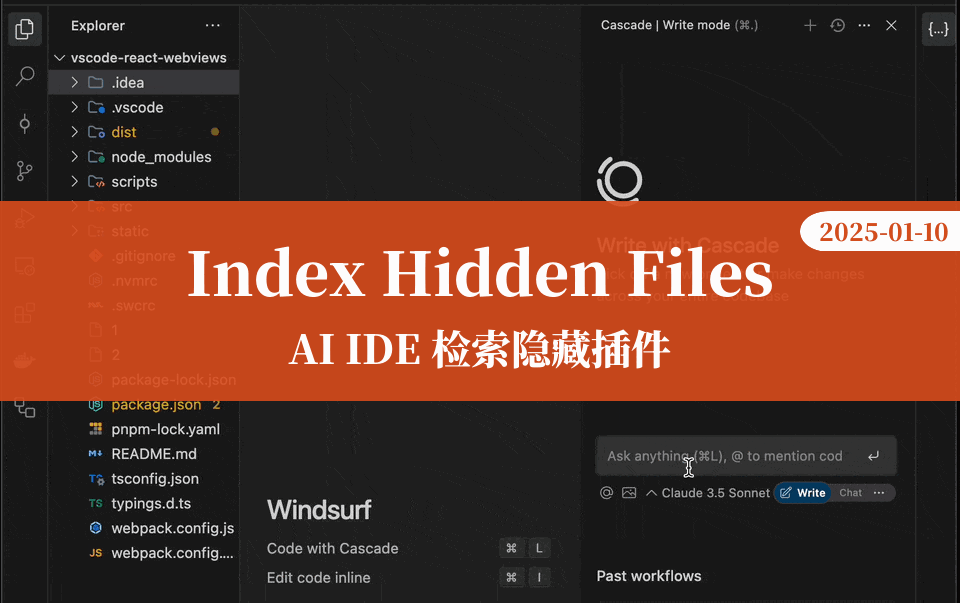 Explorer
vscode-react-webviews
.idea
.vscode
dist
node_modules
scripts
src
static
.gitignore
.nvmrc
.swcrc
1
2
package-lock.json
package.json 2
pnpm-lock.yaml
README.md
tsconfig.json
typings.d.ts
webpack.config.js
webpack.config....
Windsurf
Code with Cascade ⌘ L
Edit code inline ⌘ I
Cascade | Write mode (⌘.)
{...}
Write with Cascade
make changes
2025-01-10
Index Hidden Files
AI IDE 检索隐藏插件
Ask anything (⌘L), @ to mention cod
Claude 3.5 Sonnet Write Chat
Past workflows